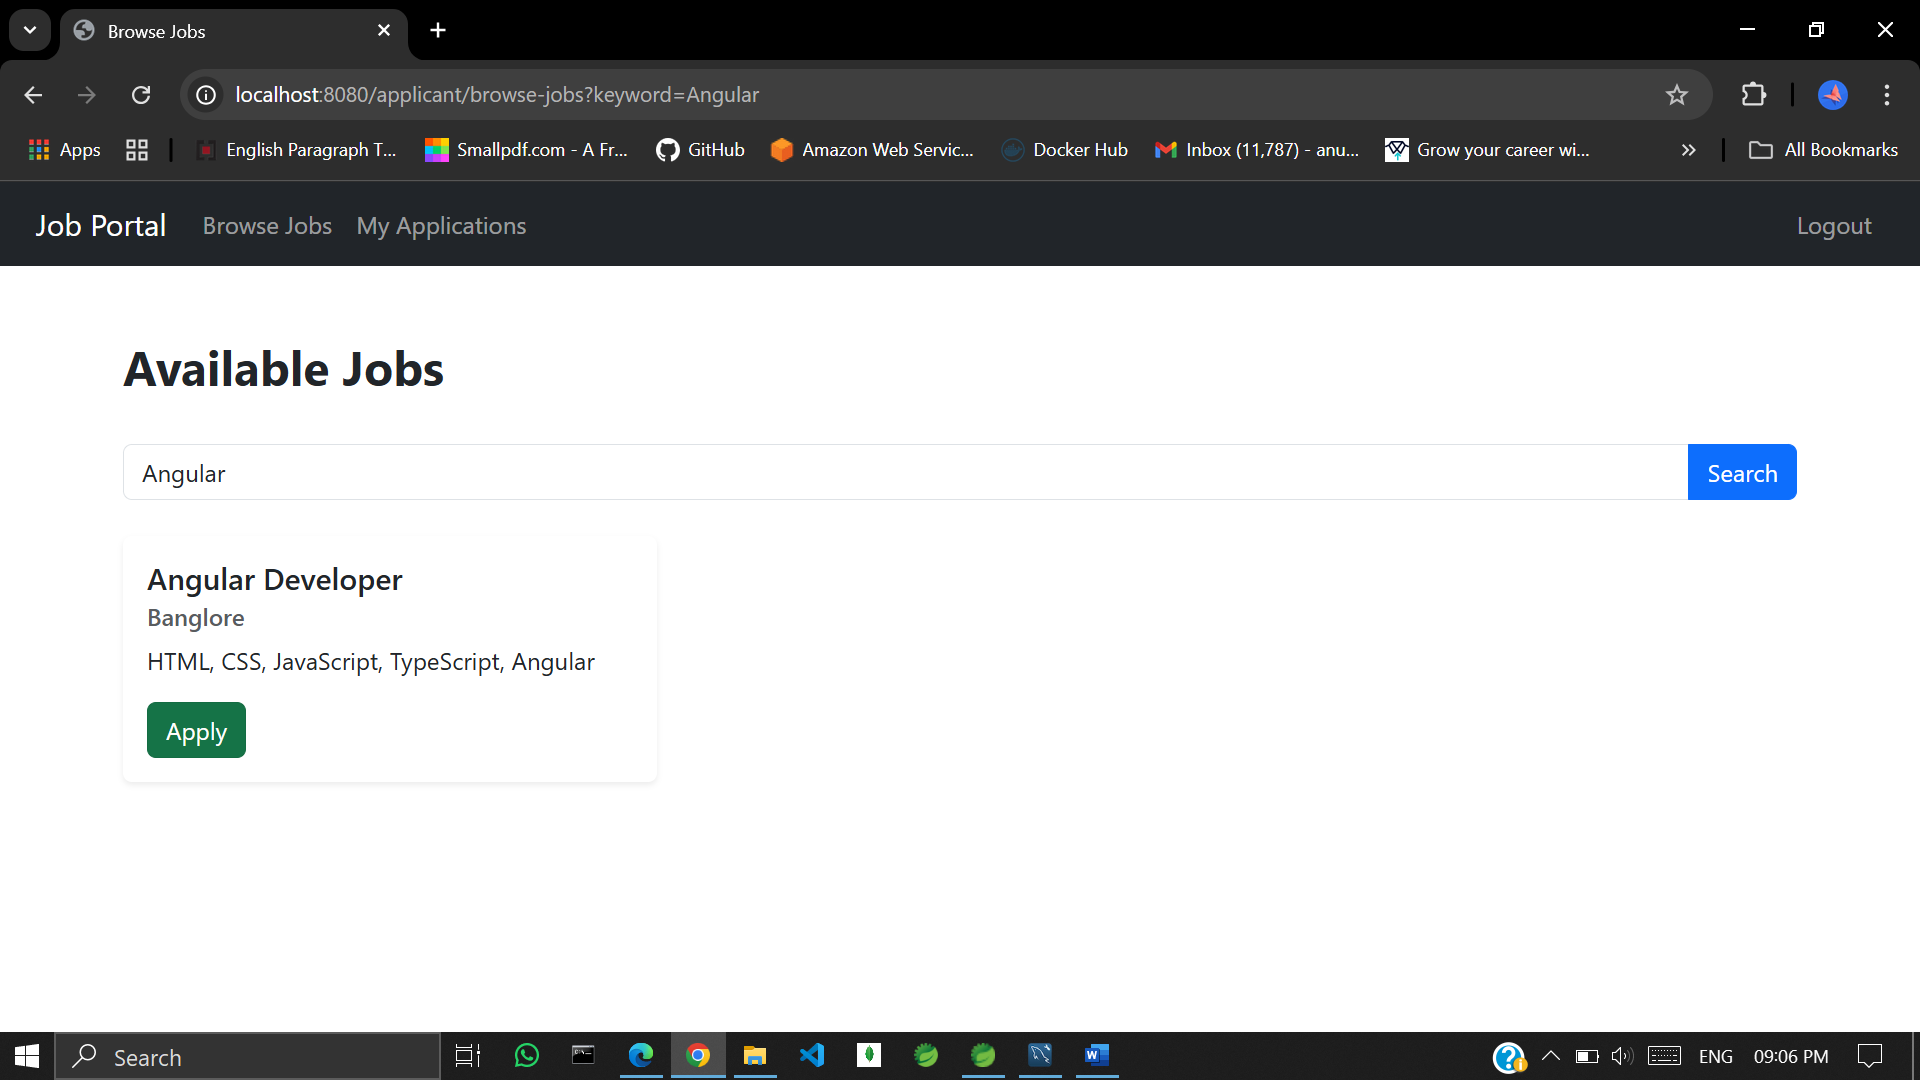 Browse Jobs
localhost:8080/applicant/browse-jobs?keyword=Angular
Apps English Paragraph T... Smallpdf.com - A Fr... GitHub Amazon Web Servic... Docker Hub Inbox (11,787) - anu... Grow your career wi... » All Bookmarks
Job Portal Browse Jobs My Applications Logout
Available Jobs
Angular Search
Angular Developer
Banglore
HTML, CSS, JavaScript, TypeScript, Angular
Apply
Search ENG 09:06 PM